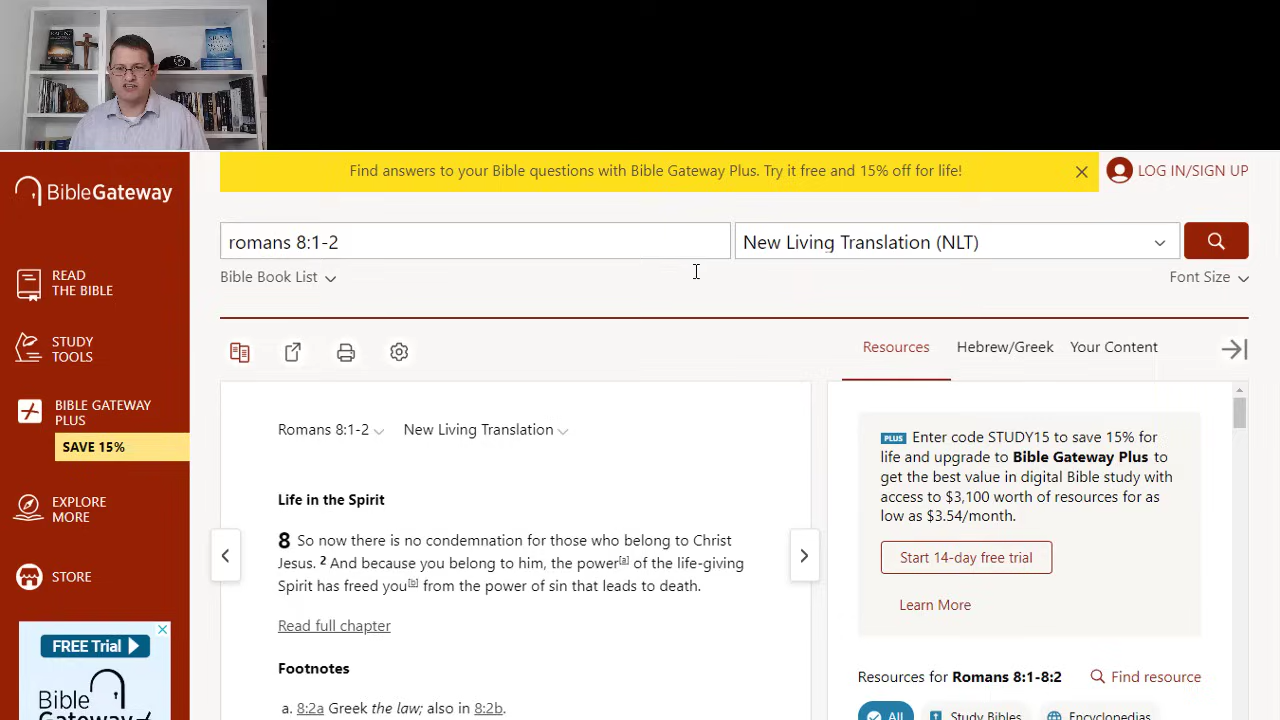 Find answers to your Bible questions with Bible Gateway Plus. Try it free and 15% off for life!
LOG IN/SIGN UP
BibleGateway
romans 8:1-2
New Living Translation (NLT)
Bible Book List
Font Size
READ
THE BIBLE
STUDY
TOOLS
BIBLE GATEWAY
PLUS
SAVE 15%
EXPLORE
MORE
STORE
FREE Trial
Bible
Resources
Hebrew/Greek
Your Content
Romans 8:1-2
New Living Translation
Life in the Spirit
8 So now there is no condemnation for those who belong to Christ
Jesus. 2 And because you belong to him, the power[a] of the life-giving
Spirit has freed you[b] from the power of sin that leads to death.
Read full chapter
Footnotes
a. 8:2a Greek the law; also in 8:2b.
PLUS Enter code STUDY15 to save 15% for
life and upgrade to Bible Gateway Plus to
get the best value in digital Bible study with
access to $3,100 worth of resources for as
low as $3.54/month.
Start 14-day free trial
Learn More
Resources for Romans 8:1-8:2
Find resource
All
Study Bibles
Encyclopedias